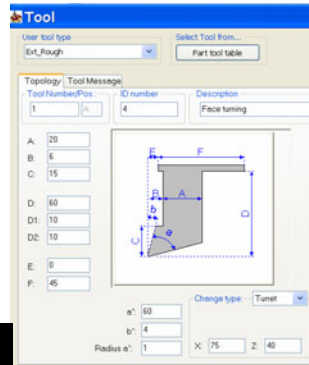 Tool
User tool type
Select Tool from...
Ext_Rough
Part tool table
Topology
Tool Message
Tool Number/Pos.:
ID number
Description
1
A
4
Face turning
A: 20
B: 6
C: 15
D: 60
D1: 10
D2: 10
E: 0
F: 45
E
F
B
A
b
C
a
D
a°: 60
b°: 4
Radius a°: 1
Change type:
Turret
X: 75
Z: 40